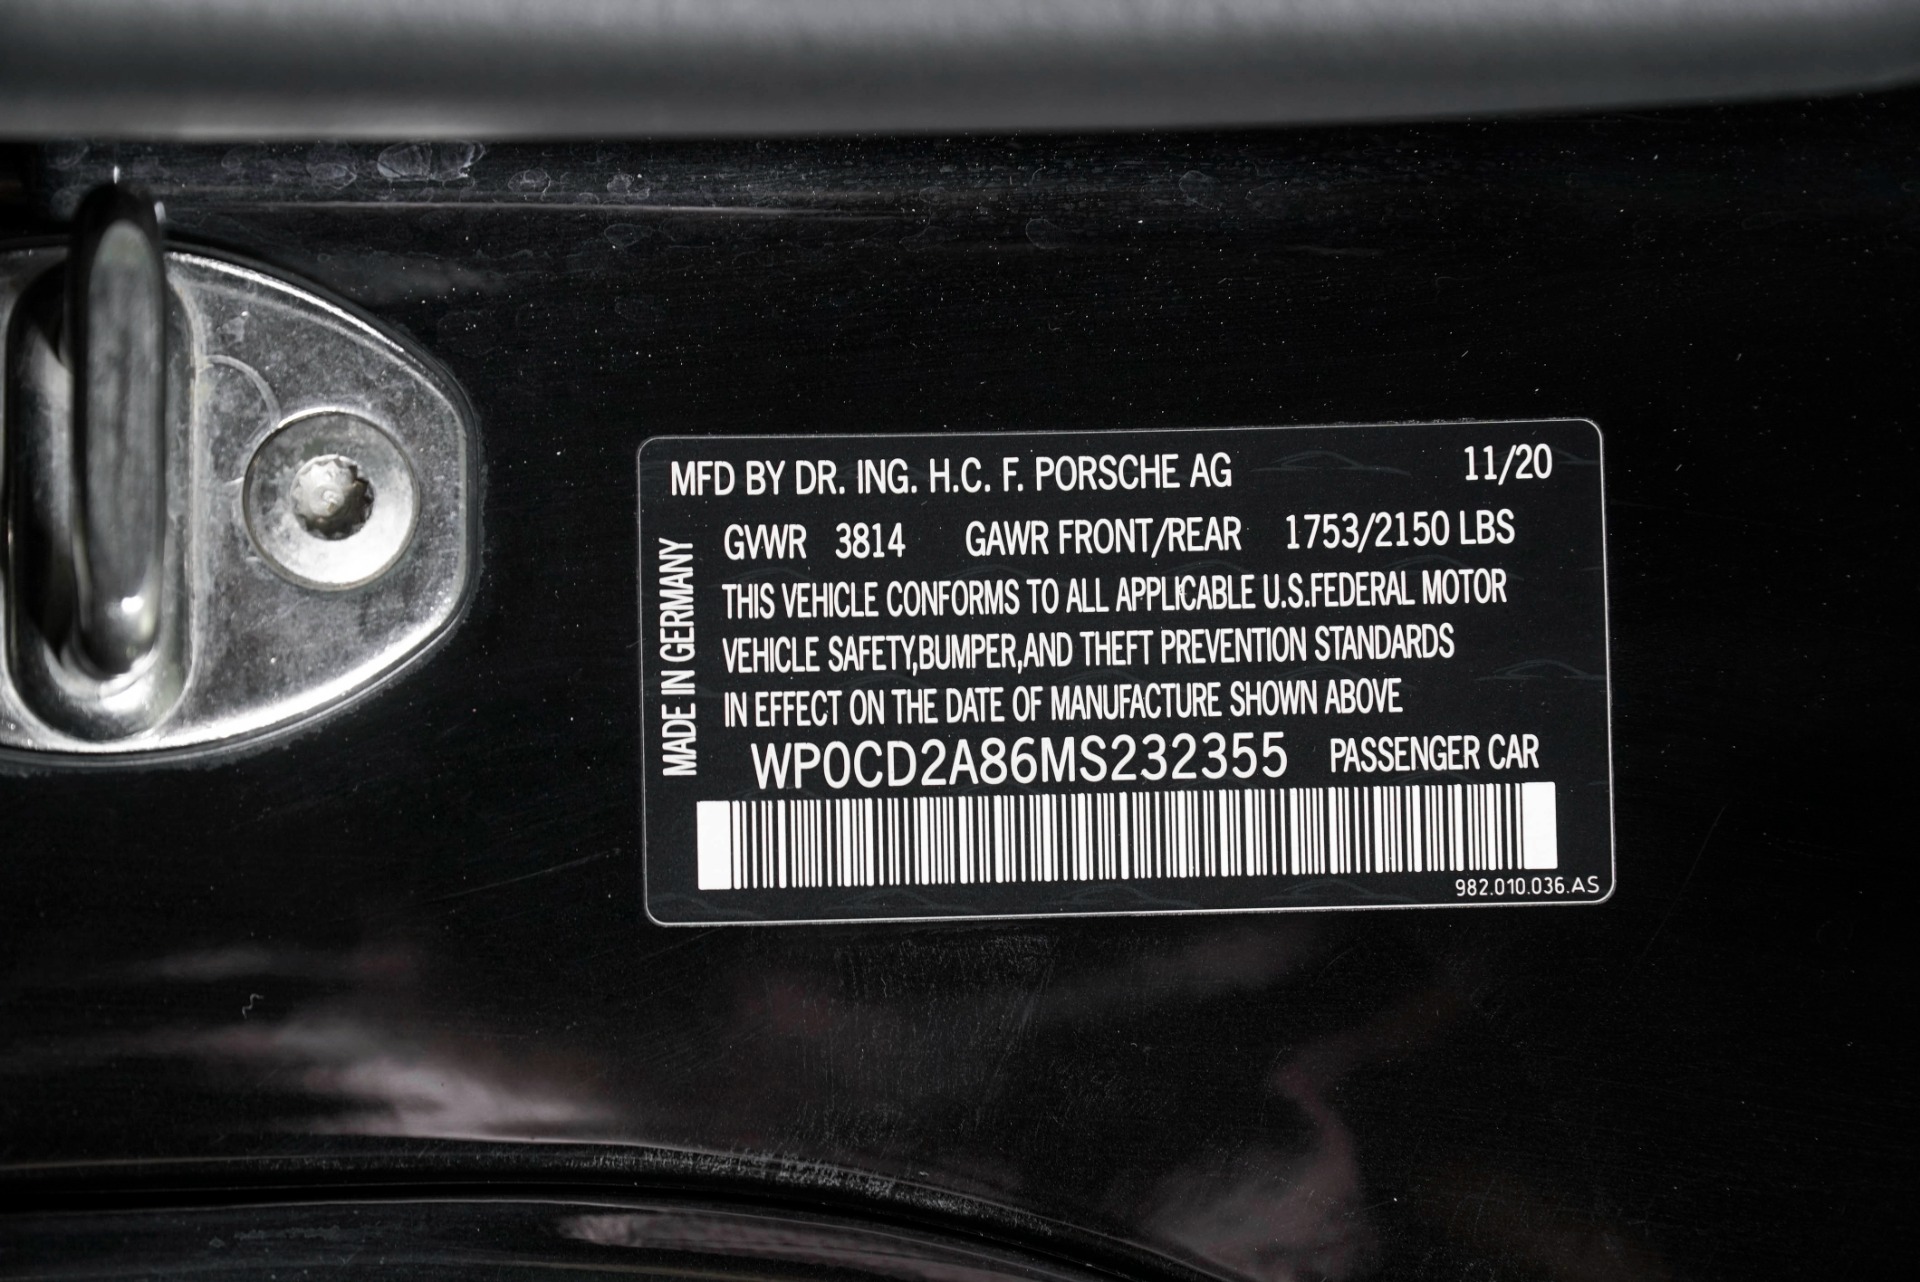 MFD BY DR. ING. H.C. F. PORSCHE AG 11/20
GVWR 3814 GAWR FRONT/REAR 1753/2150 LBS
THIS VEHICLE CONFORMS TO ALL APPLICABLE U.S.FEDERAL MOTOR
VEHICLE SAFETY,BUMPER,AND THEFT PREVENTION STANDARDS
IN EFFECT ON THE DATE OF MANUFACTURE SHOWN ABOVE
WP0CD2A86MS232355 PASSENGER CAR
982.010.036.AS
MADE IN GERMANY